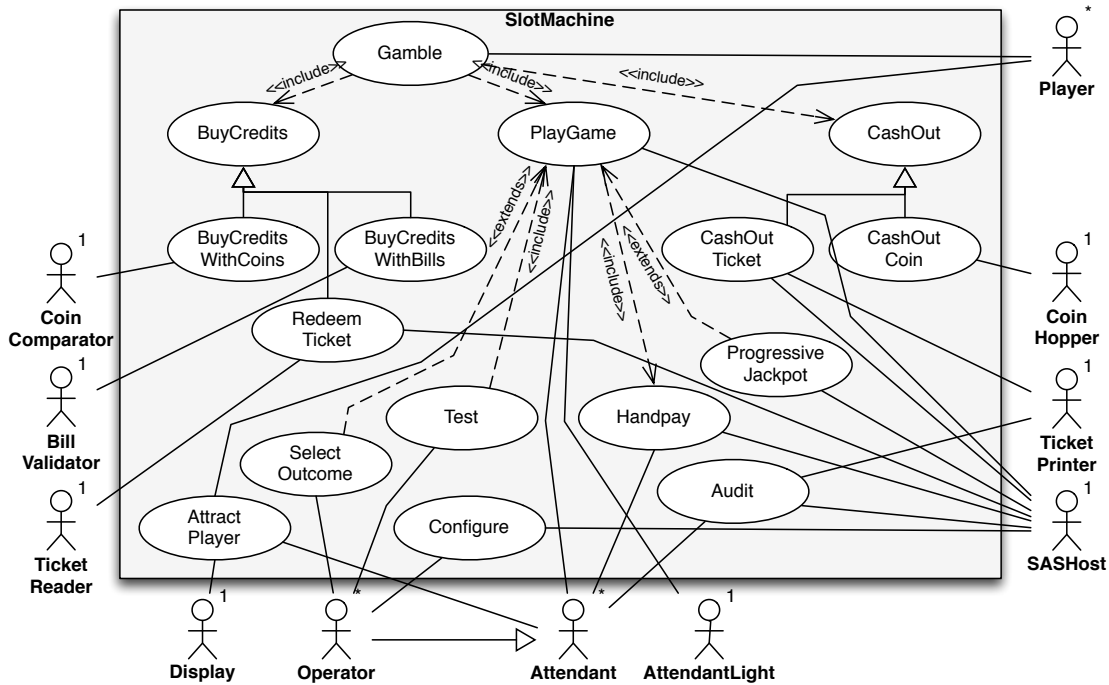 SlotMachine
*
Gamble
Player
<<include>>
<<include>>
<<include>>
BuyCredits
PlayGame
CashOut
<<extends>>
<<include>>
<<include>>
<<extends>>
1
BuyCredits
WithCoins
BuyCredits
WithBills
CashOut
Ticket
CashOut
Coin
1
Coin
Comparator
Coin
Hopper
Redeem
Ticket
Progressive
Jackpot
1
1
Bill
Validator
Test
Handpay
Ticket
Printer
Select
Outcome
Audit
1
1
Attract
Player
Configure
Ticket
Reader
SASHost
1
*
*
1
Display
Operator
Attendant
AttendantLight